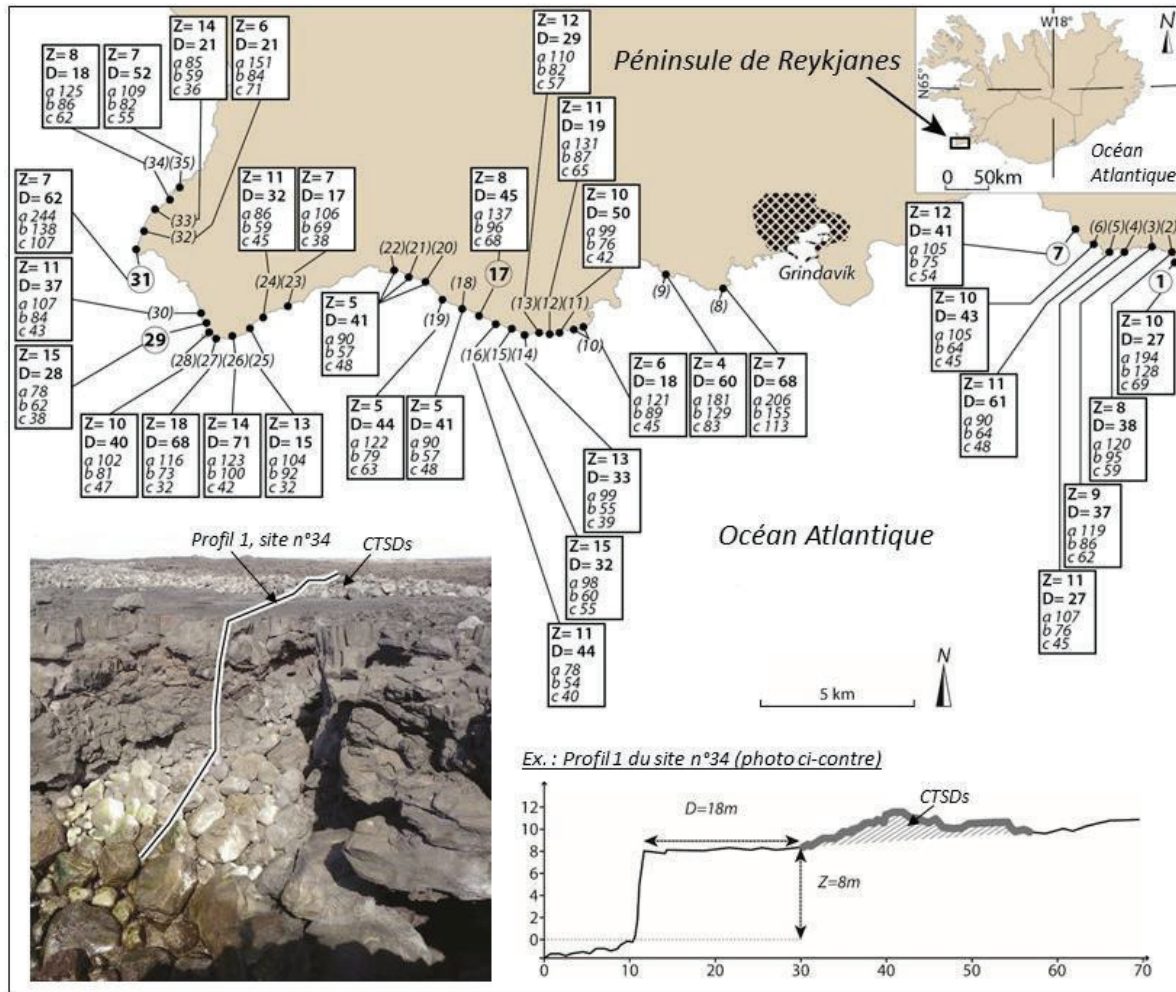 Z= 8
D= 18
a 125
b 86
c 62
Z= 7
D= 52
a 109
b 82
c 55
Z= 14
D= 21
a 85
b 59
c 36
Z= 6
D= 21
a 151
b 84
c 71
Z= 12
D= 29
a 110
b 82
c 57
Z= 11
D= 19
a 131
b 87
c 65
Z= 10
D= 50
a 99
b 76
c 42
Péninsule de Reykjanes
W18°
N65°
N
Océan
Atlantique
0 50km
(34)(35)
(33)
(32)
31
Z= 7
D= 62
a 244
b 138
c 107
Z= 11
D= 37
a 107
b 84
c 43
Z= 15
D= 28
a 78
b 62
c 38
(30)
29
Z= 11
D= 32
a 86
b 59
c 45
Z= 7
D= 17
a 106
b 69
c 38
(24)(23)
(28)(27)(26)(25)
Z= 10
D= 40
a 102
b 81
c 47
Z= 18
D= 68
a 116
b 73
c 32
Z= 14
D= 71
a 123
b 100
c 42
Z= 13
D= 15
a 104
b 92
c 32
(22)(21)(20)
Z= 8
D= 45
a 137
b 96
c 68
17
(18)
(19)
Z= 5
D= 41
a 90
b 57
c 48
Z= 5
D= 44
a 122
b 79
c 63
Z= 5
D= 41
a 90
b 57
c 48
(13)(12)(11)
(16)(15)(14)
(10)
(9)
(8)
Grindavik
Z= 6
D= 18
a 121
b 89
c 45
Z= 4
D= 60
a 181
b 129
c 83
Z= 7
D= 68
a 206
b 155
c 113
Z= 13
D= 33
a 99
b 55
c 39
Z= 15
D= 32
a 98
b 60
c 55
Z= 11
D= 44
a 78
b 54
c 40
Z= 12
D= 41
a 105
b 75
c 54
7
(6)(5)(4)(3)(2)
1
Z= 10
D= 43
a 105
b 64
c 45
Z= 11
D= 61
a 90
b 64
c 48
Z= 10
D= 27
a 194
b 128
c 69
Z= 8
D= 38
a 120
b 95
c 59
Z= 9
D= 37
a 119
b 86
c 62
Z= 11
D= 27
a 107
b 76
c 45
Océan Atlantique
N
5 km
Profil 1, site n°34
CTSDs
Ex. : Profil 1 du site n°34 (photo ci-contre)
CTSDs
D=18m
Z=8m
12
10
8
6
4
2
0
0 10 20 30 40 50 60 70